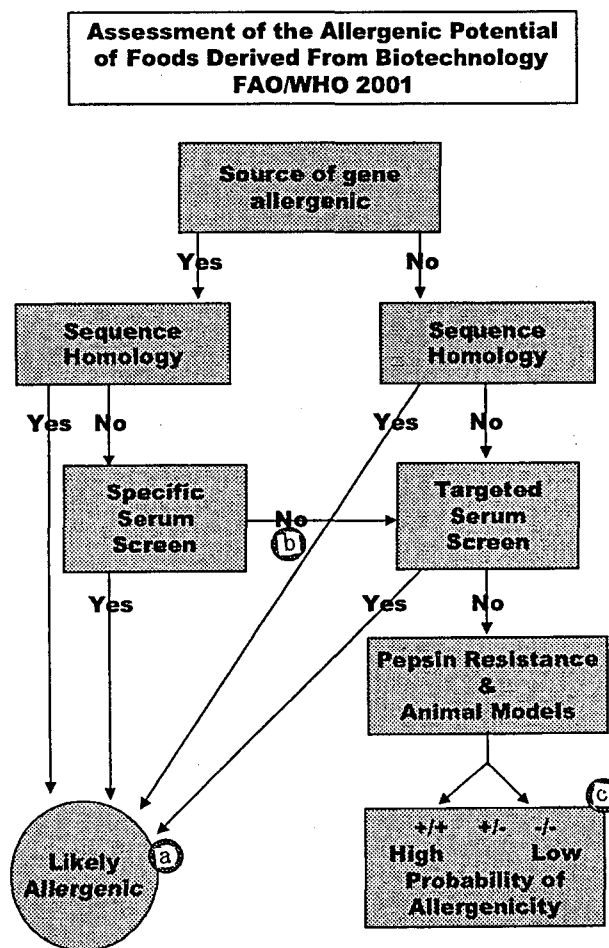 Assessment of the Allergenic Potential
of Foods Derived From Biotechnology
FAO/WHO 2001
Source of gene
allergenic
Yes
No
Sequence
Homology
Sequence
Homology
Yes
No
Yes
No
Specific
Serum
Screen
No
b
Targeted
Serum
Screen
Yes
Yes
No
Pepsin Resistance
&
Animal Models
c
Likely
Allergenic
a
+/+ +/- -/-
High Low
Probability of
Allergenicity